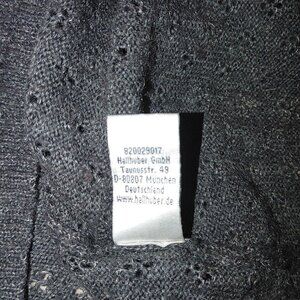 820029017
Hallhuber GmbH
Taunusstr. 49
D-80807 München
Deutschland
www.hallhuber.de